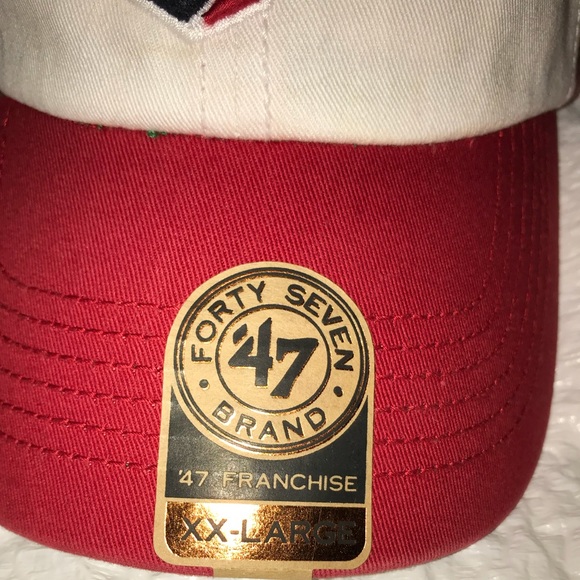 FORTY SEVEN
'47
BRAND
'47 FRANCHISE
XX-LARGE